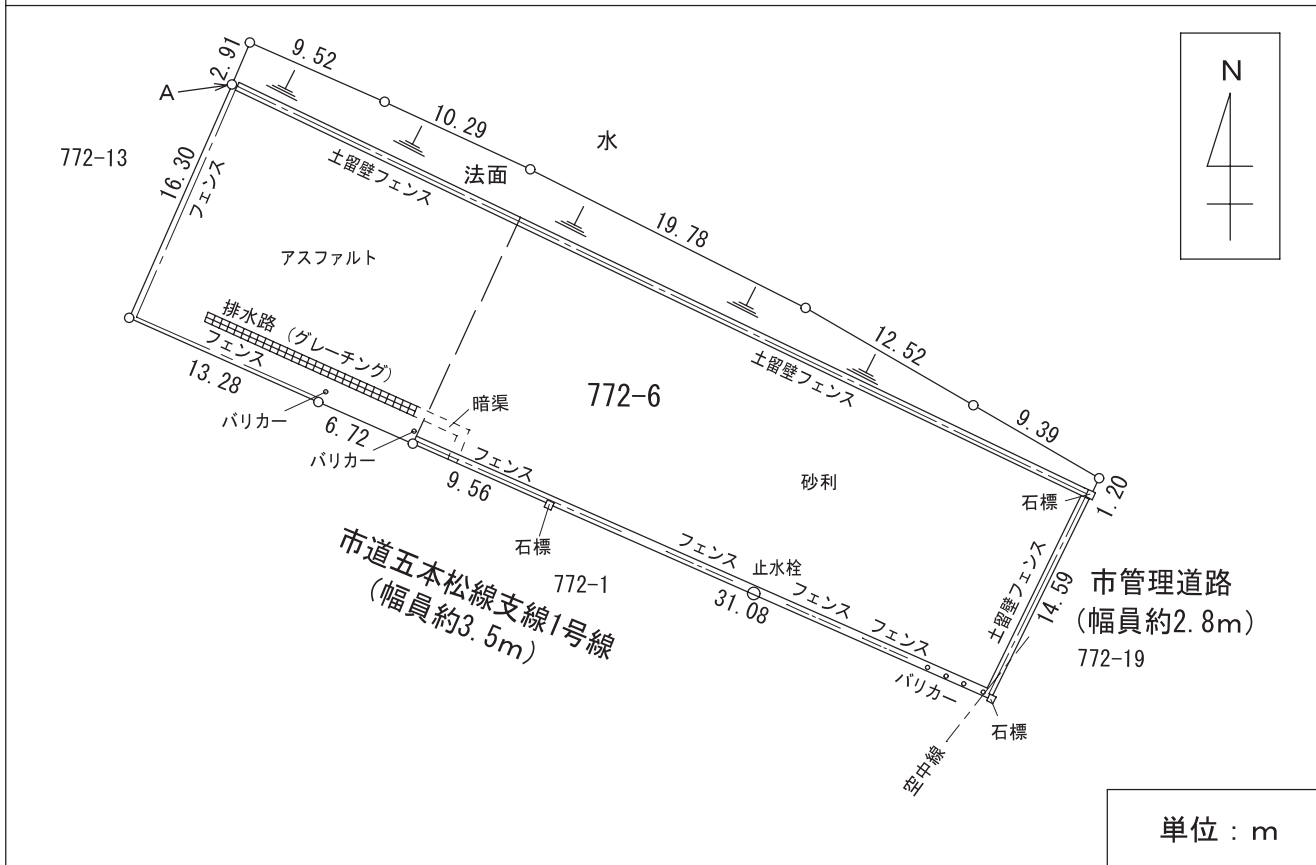 9.52
2.91
A
10.29
水
N
772-13
16.30
フェンス
土留壁フェンス
法面
19.78
アスファルト
排水路 (グレーチング)
フェンス
13.28
12.52
土留壁フェンス
772-6
暗渠
バリカー
6.72
バリカー
9.39
フェンス
9.56
砂利
石標
1.20
市道五本松線支線1号線
(幅員約3.5m)
石標
772-1
フェンス
止水栓
31.08
フェンス
フェンス
土留壁フェンス
14.59
市管理道路
(幅員約2.8m)
772-19
バリカー
石標
空中線
単位：m